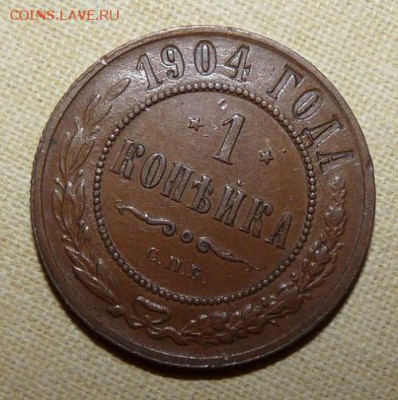 COINS.LAVE.RU
1904 ГОДА
* 1 *
КОПѢЙКА
С.П.Б.